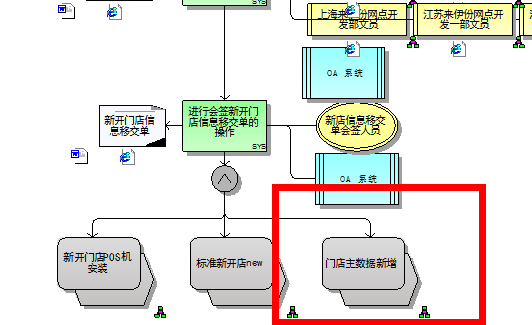 SYS
上海来伊份网点开
发部文员
江苏来伊份网点开
发一部文员
OA 系统
新开门店信
息移交单
进行会签新开门
店信息移交单的
操作
SYS
新店信息移交
单会签人员
OA 系统
新开门店POS机
安装
标准新开店new
门店主数据新增